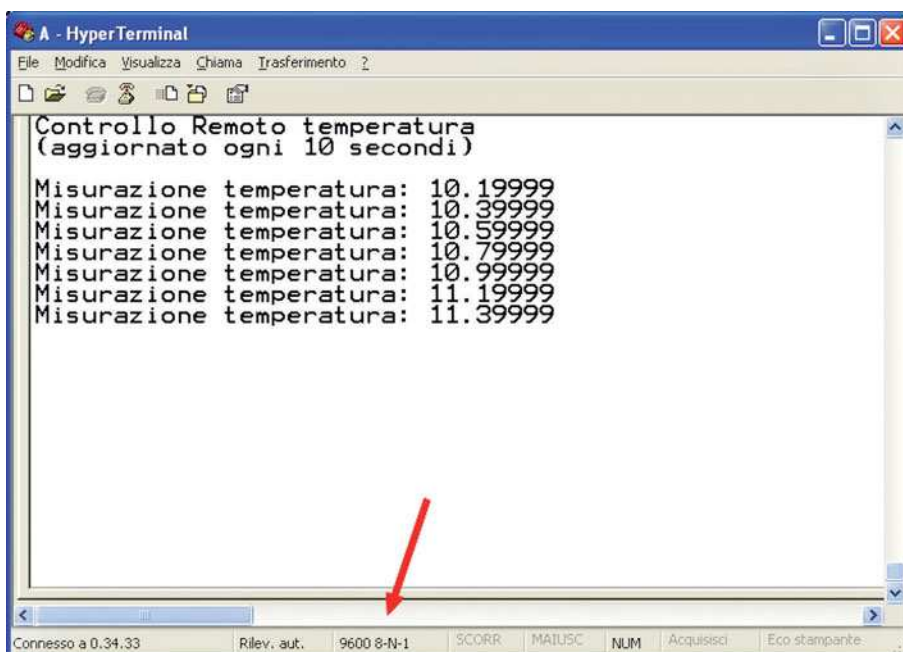 A - HyperTerminal
File Modifica Visualizza Chiama Trasferimento ?
Controllo Remoto temperatura
(aggiornato ogni 10 secondi)
Misurazione temperatura: 10.19999
Misurazione temperatura: 10.39999
Misurazione temperatura: 10.59999
Misurazione temperatura: 10.79999
Misurazione temperatura: 10.99999
Misurazione temperatura: 11.19999
Misurazione temperatura: 11.39999
Connesso a 0.34.33 Rilev. aut. 9600 8-N-1 SCORR MAIUSC NUM Acquisisci Eco stampante